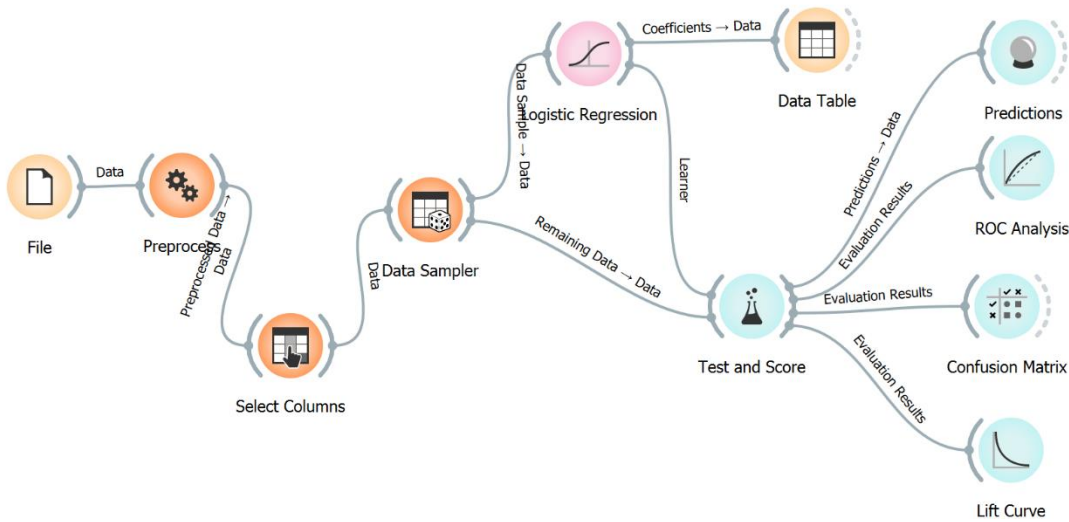 File
Data
Preprocess
Preprocessed Data →
Data
Select Columns
Data
Data Sampler
Data Sample → Data
Logistic Regression
Coefficients → Data
Data Table
Learner
Remaining Data → Data
Test and Score
Predictions → Data
Predictions
Evaluation Results
ROC Analysis
Evaluation Results
Confusion Matrix
Evaluation Results
Lift Curve